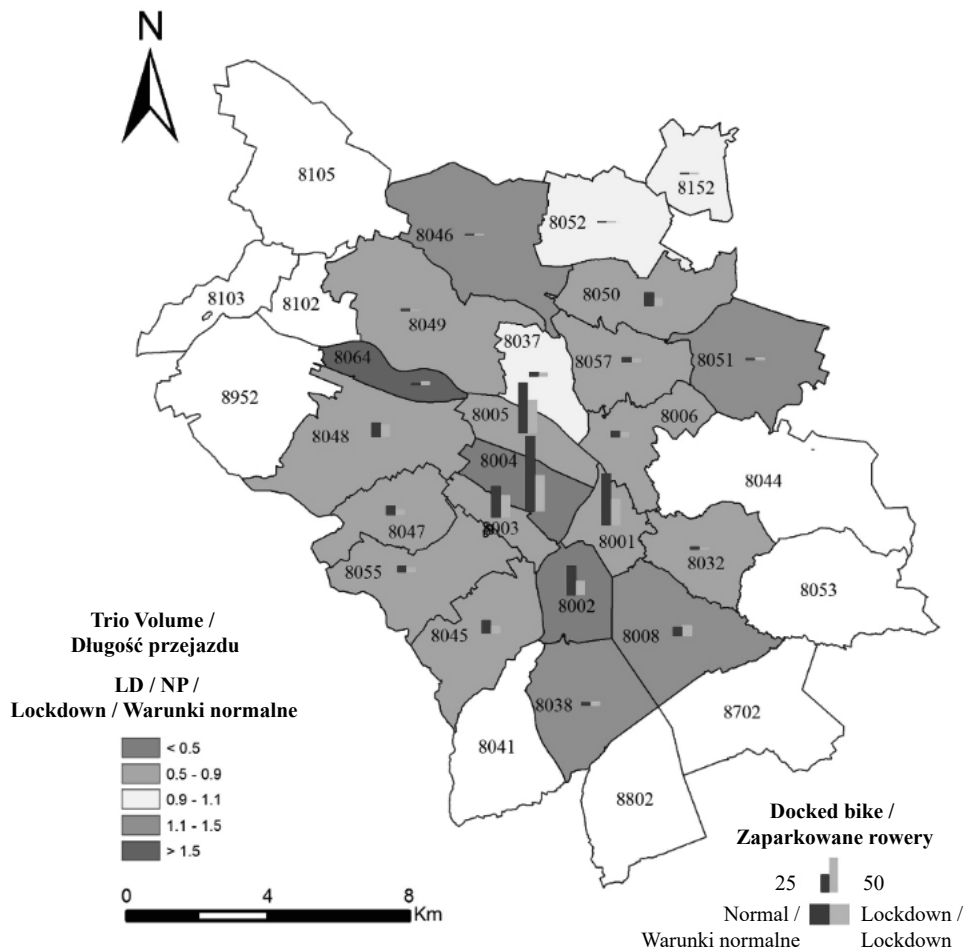 N
8105
8152
8052
8046
8050
8103
8102
8049
8037
8057
8051
8064
8952
8005
8006
8048
8004
8044
8047
8003
8001
8032
8055
8053
8002
8045
8008
8038
8702
8041
8802
Trio Volume /
Długość przejazdu
LD / NP /
Lockdown / Warunki normalne
< 0.5
0.5 - 0.9
0.9 - 1.1
1.1 - 1.5
> 1.5
0 4 8
Km
Docked bike /
Zaparkowane rowery
25 50
Normal / Lockdown /
Warunki normalne Lockdown